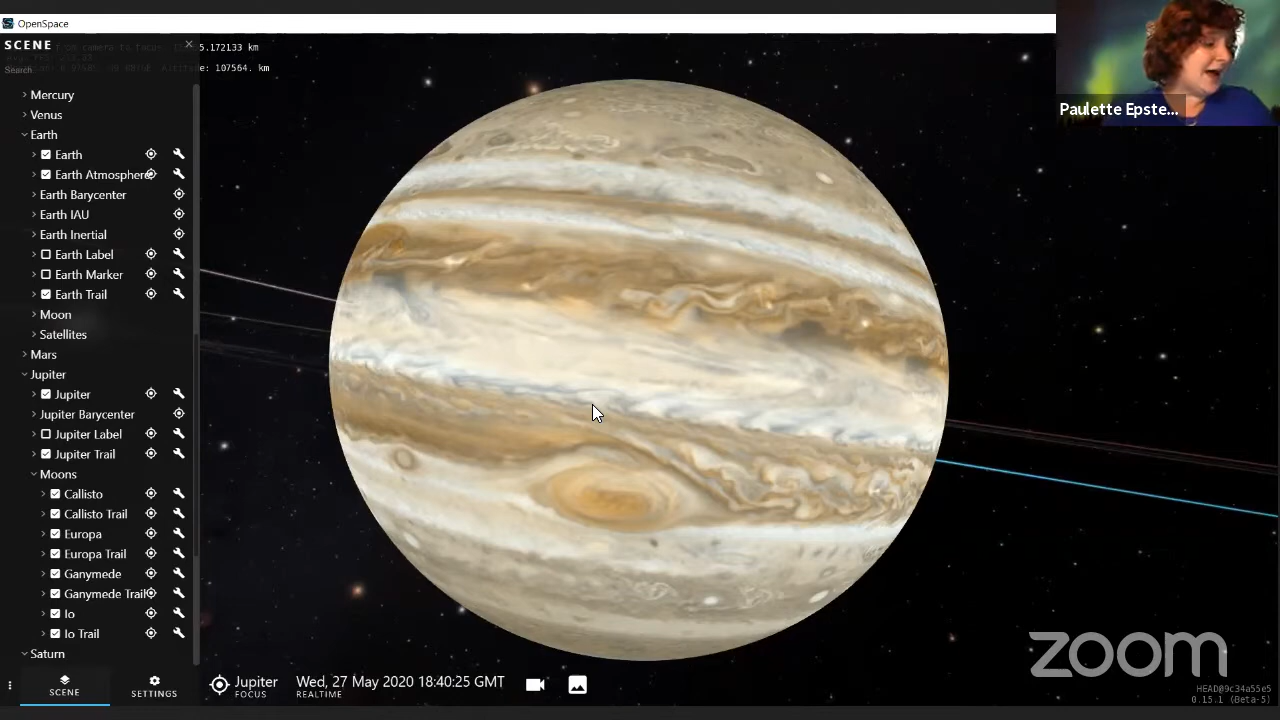 OpenSpace
SCENE
5.172133 km
Altitude: 107564. km
Search...
Mercury
Venus
Earth
Earth
Earth Atmosphere
Earth Barycenter
Earth IAU
Earth Inertial
Earth Label
Earth Marker
Earth Trail
Moon
Satellites
Mars
Jupiter
Jupiter
Jupiter Barycenter
Jupiter Label
Jupiter Trail
Moons
Callisto
Callisto Trail
Europa
Europa Trail
Ganymede
Ganymede Trail
Io
Io Trail
Saturn
SCENE
SETTINGS
Jupiter
FOCUS
Wed, 27 May 2020 18:40:25 GMT
REALTIME
Paulette Epste...
zoom
HEAD@9c34a55e5
0.15.1 (Beta-5)